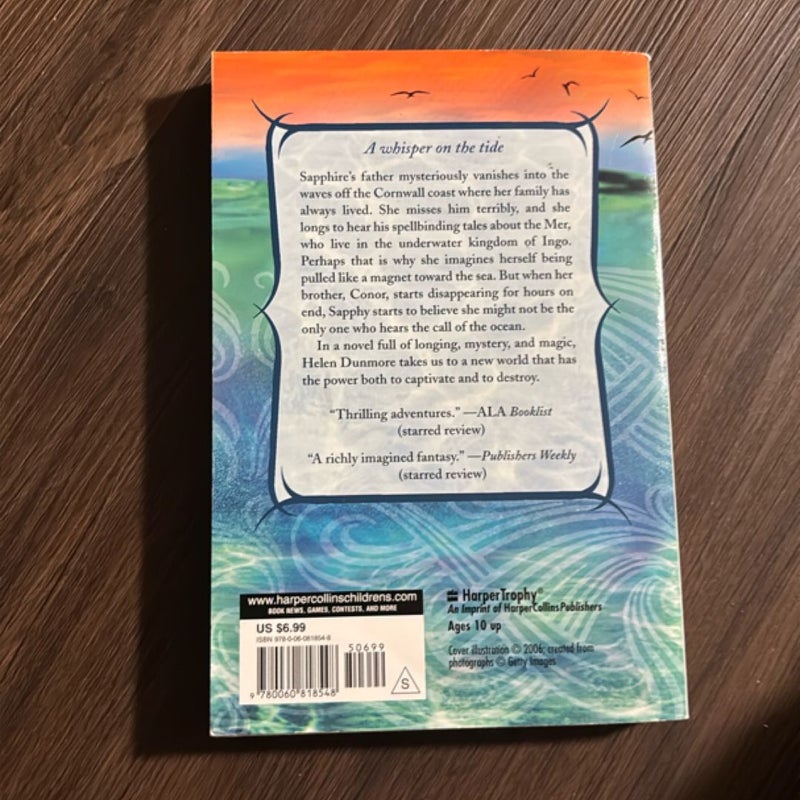 A whisper on the tide
Sapphire's father mysteriously vanishes into the
waves off the Cornwall coast where her family has
always lived. She misses him terribly, and she
longs to hear his spellbinding tales about the Mer,
who live in the underwater kingdom of Ingo.
Perhaps that is why she imagines herself being
pulled like a magnet toward the sea. But when her
brother, Conor, starts disappearing for hours on
end, Sapphy starts to believe she might not be the
only one who hears the call of the ocean.
In a novel full of longing, mystery, and magic,
Helen Dunmore takes us to a new world that has
the power both to captivate and to destroy.
“Thrilling adventures.” —ALA Booklist
(starred review)
“A richly imagined fantasy.” —Publishers Weekly
(starred review)
www.harpercollinschildrens.com
BOOK NEWS, GAMES, CONTESTS, AND MORE
US $6.99
ISBN 978-0-06-081854-8
50699
9 780060 818548
S
HarperTrophy™
An Imprint of HarperCollinsPublishers
Ages 10 up
Cover illustration © 2006; created from
photographs © Getty Images